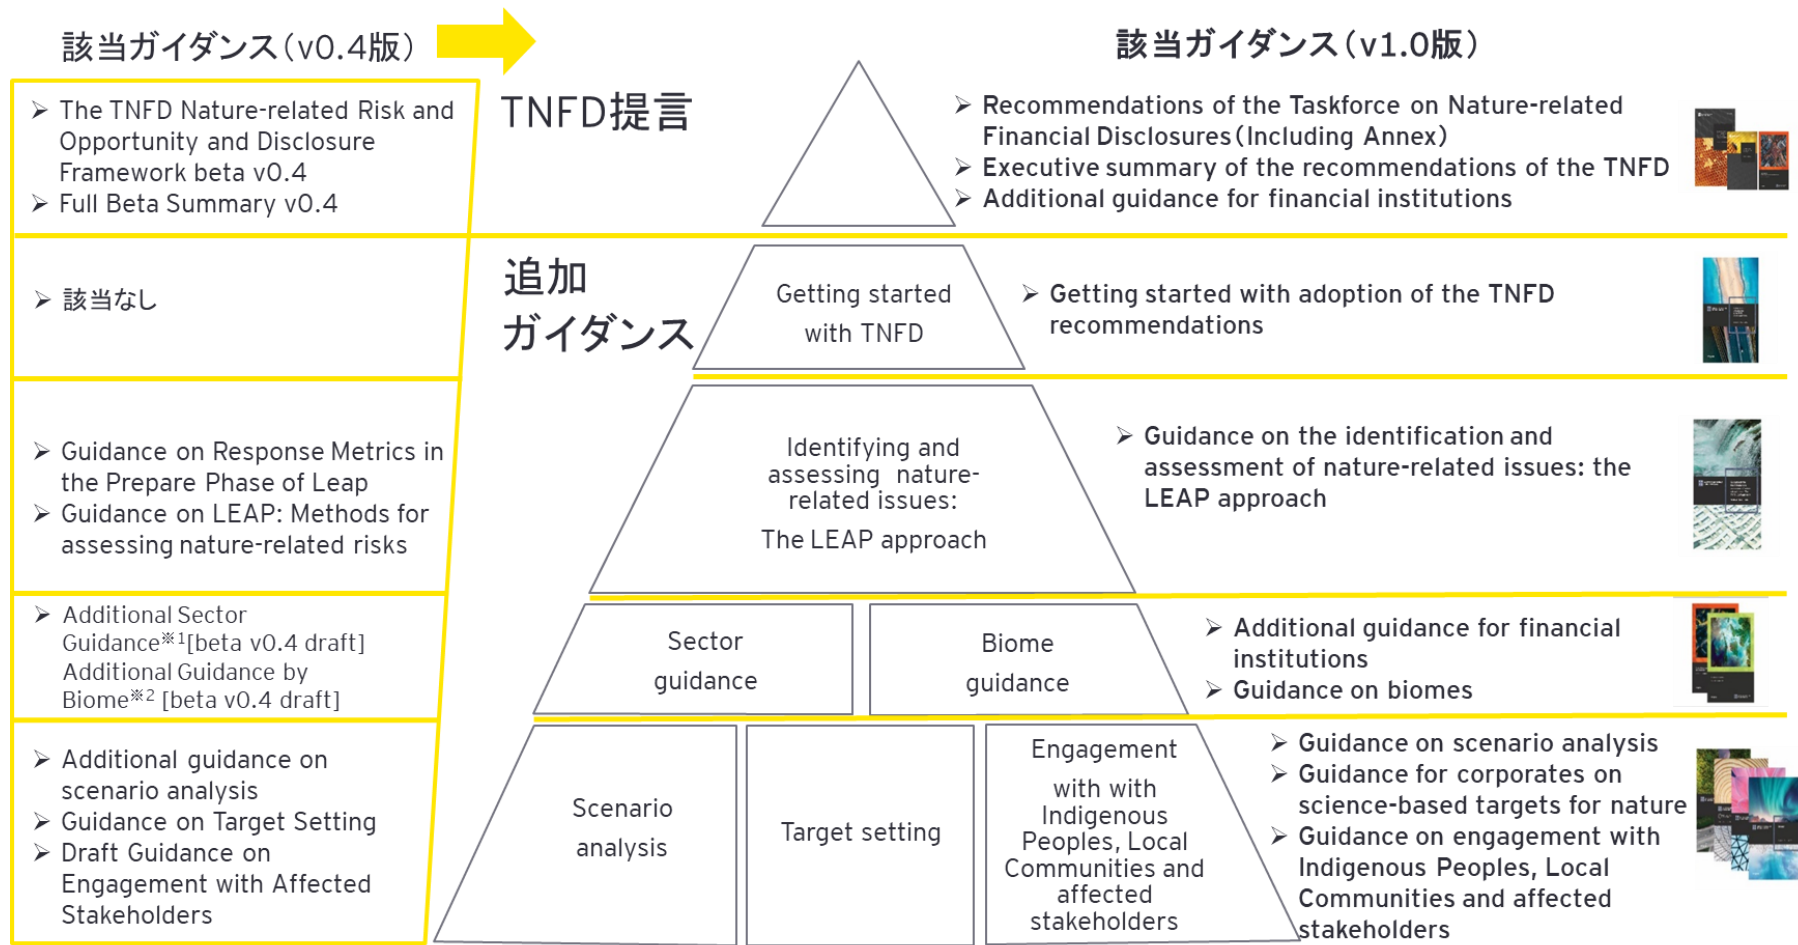 該当ガイダンス（v0.4版）
該当ガイダンス（v1.0版）
➢ The TNFD Nature-related Risk and
Opportunity and Disclosure
Framework beta v0.4
➢ Full Beta Summary v0.4
TNFD提言
➢ Recommendations of the Taskforce on Nature-related
Financial Disclosures（Including Annex）
➢ Executive summary of the recommendations of the TNFD
➢ Additional guidance for financial institutions
➢ 該当なし
追加
ガイダンス
Getting started
with TNFD
➢ Getting started with adoption of the TNFD
recommendations
➢ Guidance on Response Metrics in
the Prepare Phase of Leap
➢ Guidance on LEAP: Methods for
assessing nature-related risks
Identifying and
assessing nature-
related issues:
The LEAP approach
➢ Guidance on the identification and
assessment of nature-related issues: the
LEAP approach
➢ Additional Sector
Guidance※1[beta v0.4 draft]
Additional Guidance by
Biome※2 [beta v0.4 draft]
Sector
guidance
Biome
guidance
➢ Additional guidance for financial
institutions
➢ Guidance on biomes
➢ Additional guidance on
scenario analysis
➢ Guidance on Target Setting
➢ Draft Guidance on
Engagement with Affected
Stakeholders
Scenario
analysis
Target setting
Engagement
with with
Indigenous
Peoples, Local
Communities and
affected
stakeholders
➢ Guidance on scenario analysis
➢ Guidance for corporates on
science-based targets for nature
➢ Guidance on engagement with
Indigenous Peoples, Local
Communities and affected
stakeholders